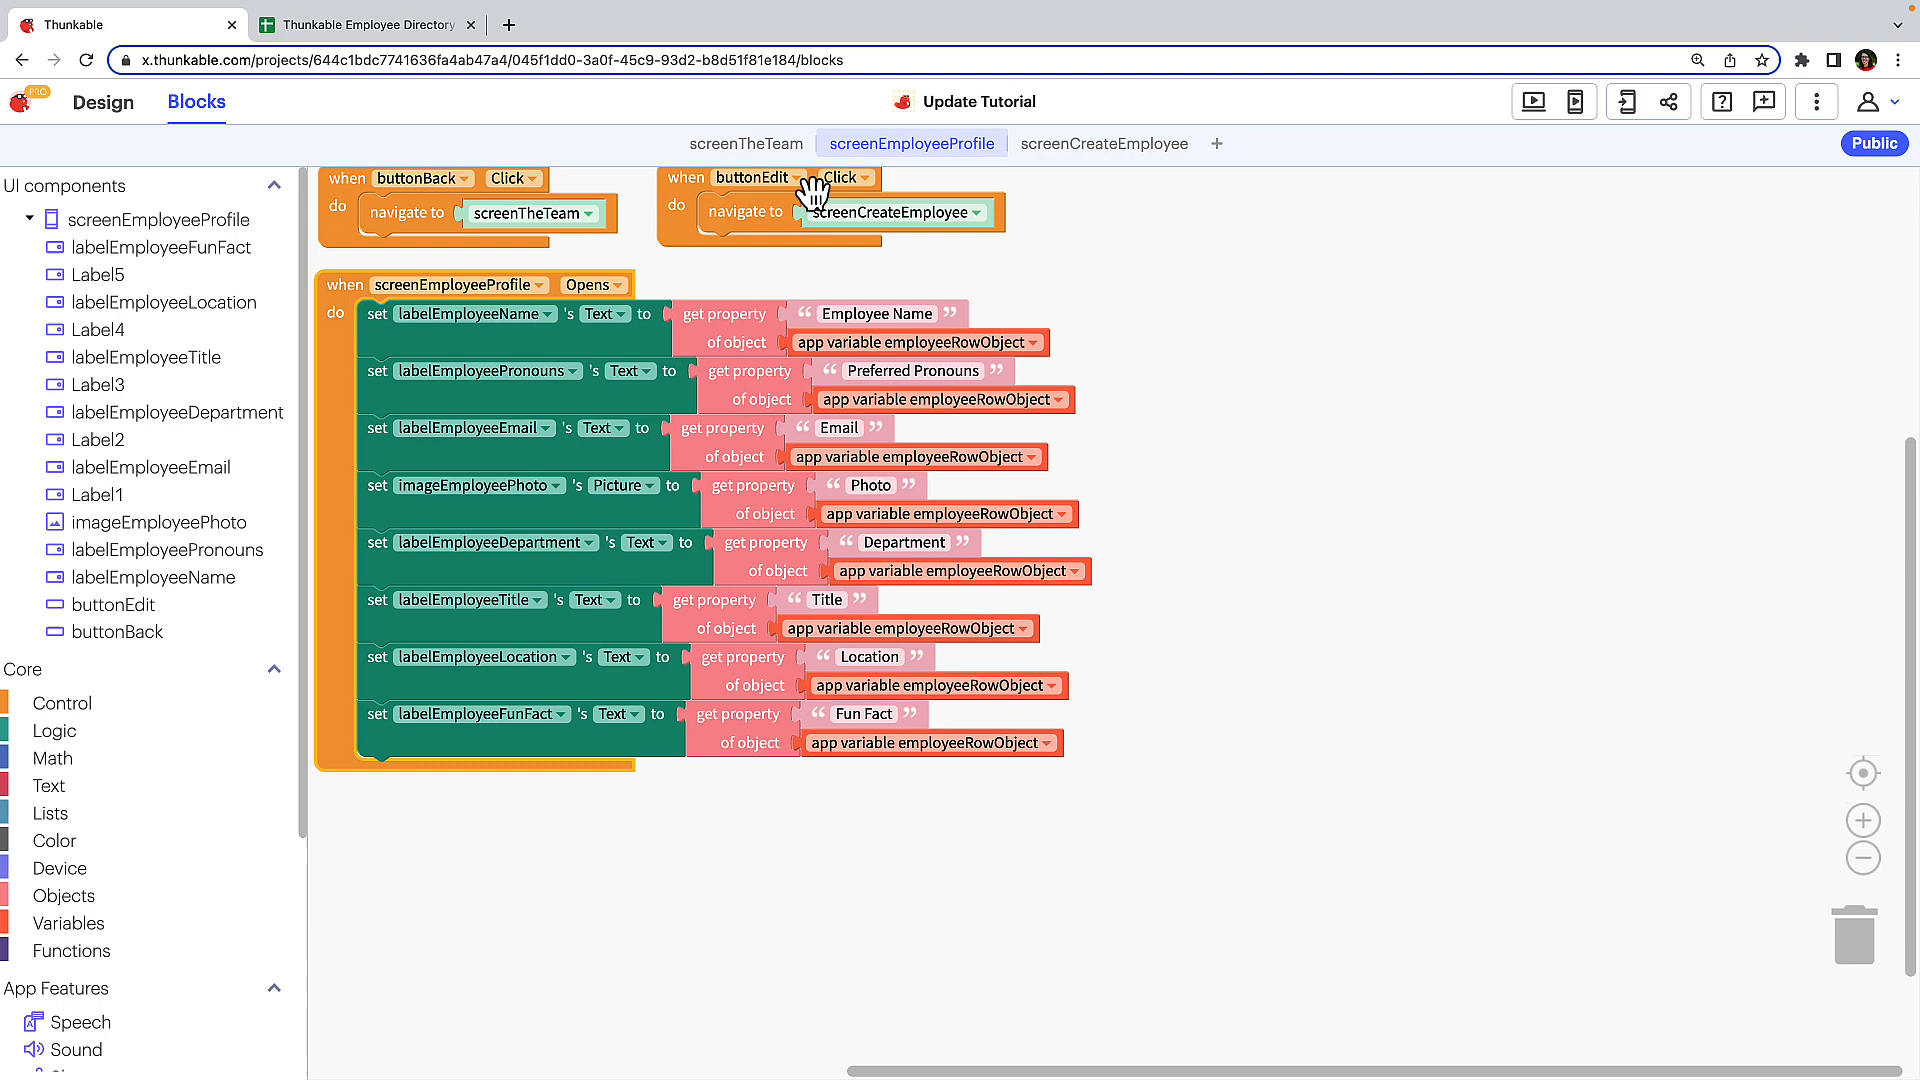 Thunkable
Thunkable Employee Directory
x.thunkable.com/projects/644c1bdc7741636fa4ab47a4/045f1dd0-3a0f-45c9-93d2-b8d51f81e184/blocks
PRO
Design
Blocks
Update Tutorial
screenTheTeam
screenEmployeeProfile
screenCreateEmployee
+
Public
UI components
screenEmployeeProfile
labelEmployeeFunFact
Label5
labelEmployeeLocation
Label4
labelEmployeeTitle
Label3
labelEmployeeDepartment
Label2
labelEmployeeEmail
Label1
imageEmployeePhoto
labelEmployeePronouns
labelEmployeeName
buttonEdit
buttonBack
Core
Control
Logic
Math
Text
Lists
Color
Device
Objects
Variables
Functions
App Features
Speech
Sound
when buttonBack Click
do navigate to screenTheTeam
when buttonEdit Click
do navigate to screenCreateEmployee
when screenEmployeeProfile Opens
do set labelEmployeeName 's Text to get property “ Employee Name ”
of object app variable employeeRowObject
set labelEmployeePronouns 's Text to get property “ Preferred Pronouns ”
of object app variable employeeRowObject
set labelEmployeeEmail 's Text to get property “ Email ”
of object app variable employeeRowObject
set imageEmployeePhoto 's Picture to get property “ Photo ”
of object app variable employeeRowObject
set labelEmployeeDepartment 's Text to get property “ Department ”
of object app variable employeeRowObject
set labelEmployeeTitle 's Text to get property “ Title ”
of object app variable employeeRowObject
set labelEmployeeLocation 's Text to get property “ Location ”
of object app variable employeeRowObject
set labelEmployeeFunFact 's Text to get property “ Fun Fact ”
of object app variable employeeRowObject